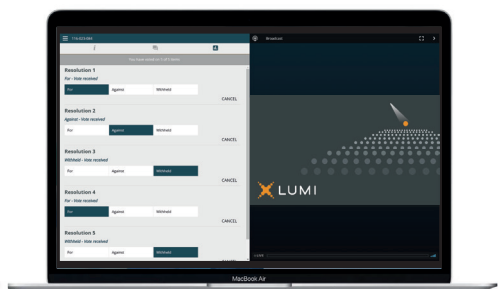 Broadcast
Resolution 1
For - Vote received
For Against Withheld
CANCEL
Resolution 2
Against - Vote received
For Against Withheld
CANCEL
Resolution 3
Withheld - Vote received
For Against Withheld
CANCEL
Resolution 4
For - Vote received
For Against Withheld
CANCEL
Resolution 5
Withheld - Vote received
For Against Withheld
LUMI
MacBook Air